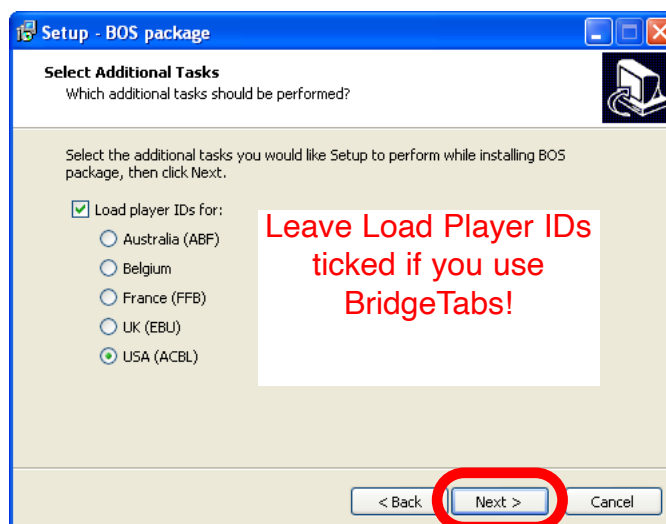 Setup - BOS package
Select Additional Tasks
Which additional tasks should be performed?
Select the additional tasks you would like Setup to perform while installing BOS
package, then click Next.
Load player IDs for:
Australia (ABF)
Belgium
France (FFB)
UK (EBU)
USA (ACBL)
Leave Load Player IDs
ticked if you use
BridgeTabs!
< Back
Next >
Cancel